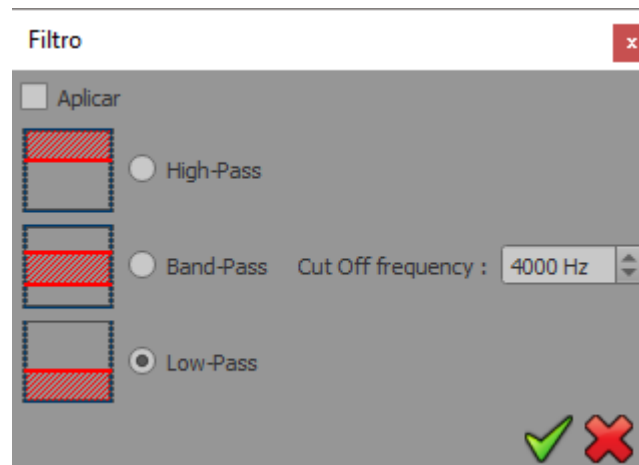 Filtro
x
Aplicar
High-Pass
Band-Pass Cut Off frequency : 4000 Hz
Low-Pass